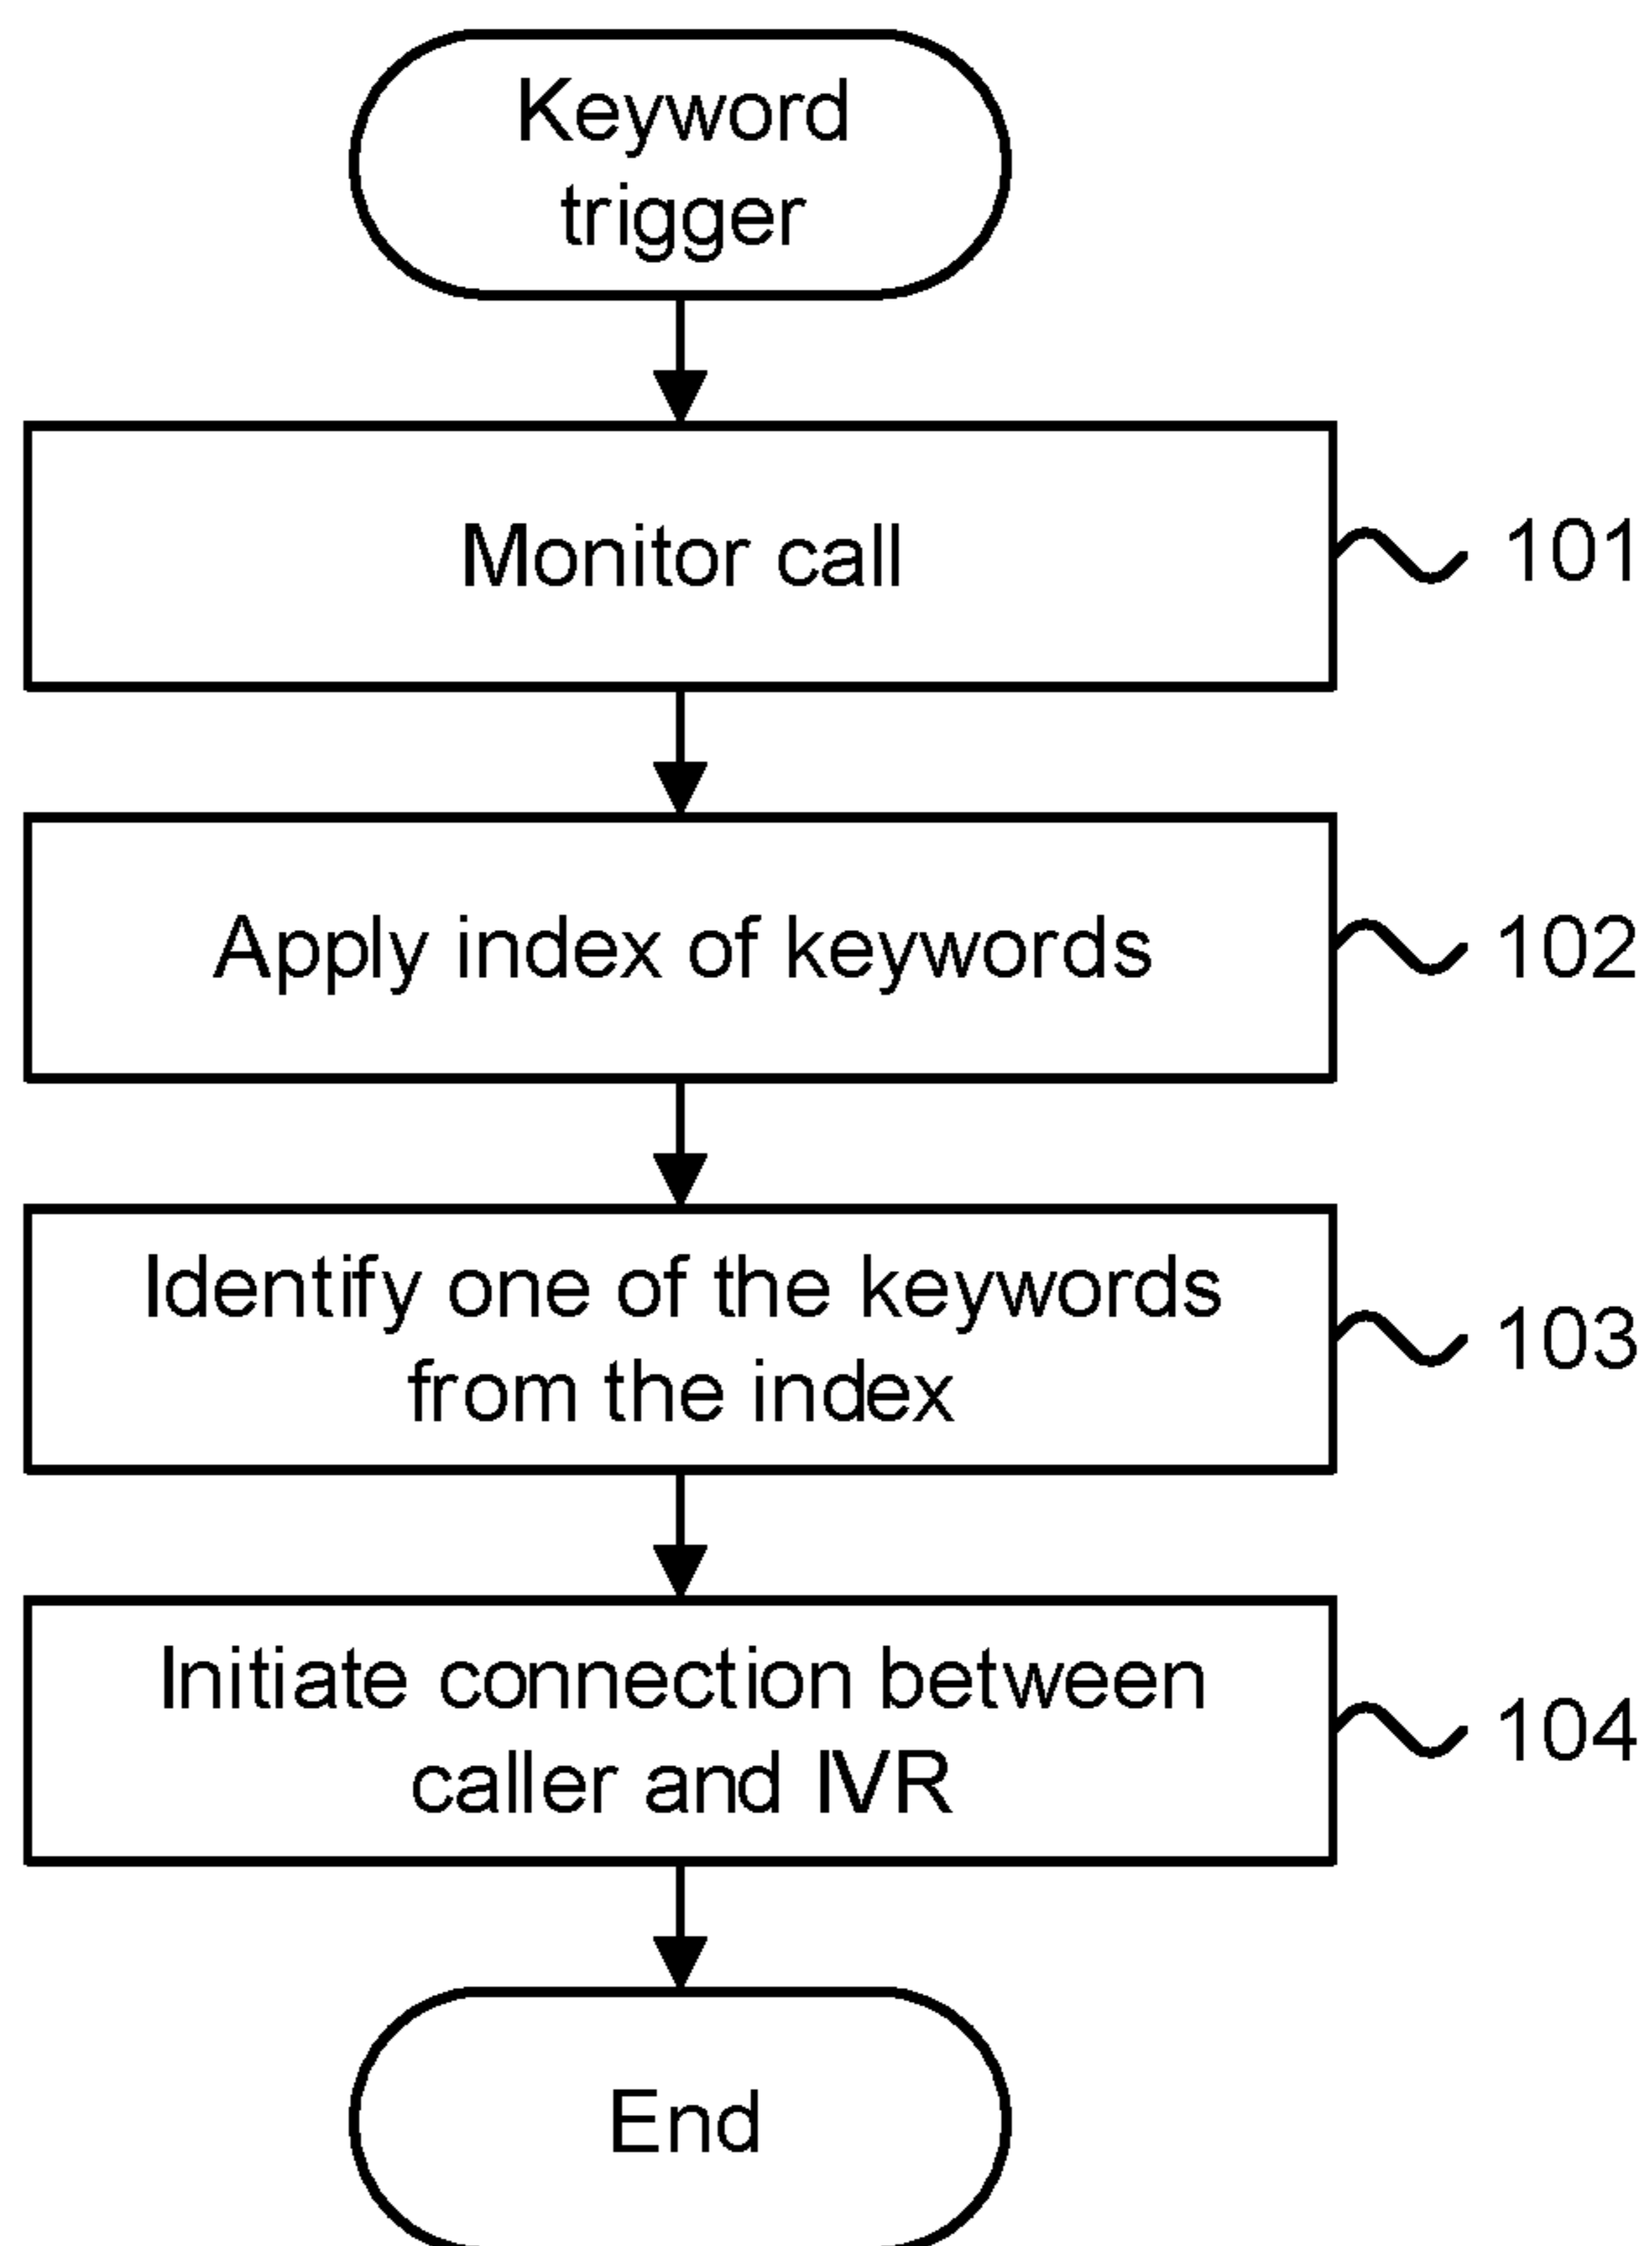 Keyword
trigger
Monitor call
101
Apply index of keywords
102
Identify one of the keywords
from the index
103
Initiate connection between
caller and IVR
104
End